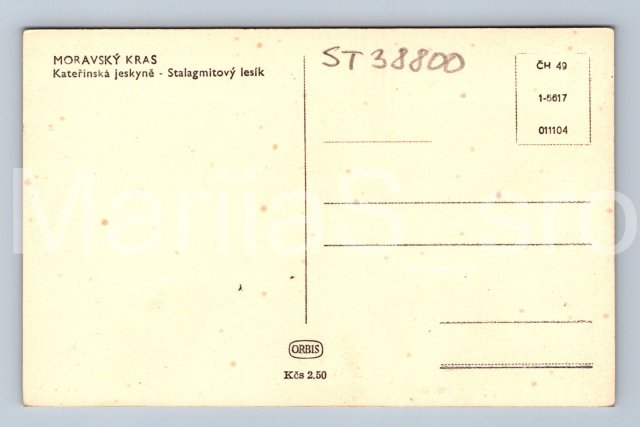 MORAVSKÝ KRAS
Kateřinská jeskyně - Stalagmitový lesík
ST 38800
ČH 49
1-5617
011104
MariiaS_sro
ORBIS
Kčs 2.50